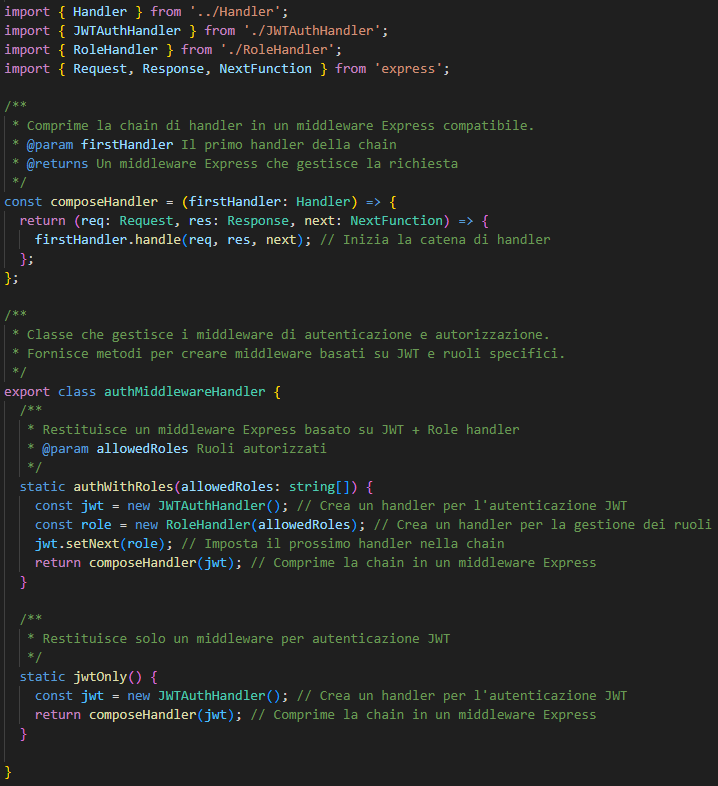 import { Handler } from '../Handler';
import { JWTAuthHandler } from './JWTAuthHandler';
import { RoleHandler } from './RoleHandler';
import { Request, Response, NextFunction } from 'express';

/**
 * Comprime la chain di handler in un middleware Express compatibile.
 * @param firstHandler Il primo handler della chain
 * @returns Un middleware Express che gestisce la richiesta
 */
const composeHandler = (firstHandler: Handler) => {
  return (req: Request, res: Response, next: NextFunction) => {
    firstHandler.handle(req, res, next); // Inizia la catena di handler
  };
};

/**
 * Classe che gestisce i middleware di autenticazione e autorizzazione.
 * Fornisce metodi per creare middleware basati su JWT e ruoli specifici.
 */
export class authMiddlewareHandler {
  /**
   * Restituisce un middleware Express basato su JWT + Role handler
   * @param allowedRoles Ruoli autorizzati
   */
  static authWithRoles(allowedRoles: string[]) {
    const jwt = new JWTAuthHandler(); // Crea un handler per l'autenticazione JWT
    const role = new RoleHandler(allowedRoles); // Crea un handler per la gestione dei ruoli
    jwt.setNext(role); // Imposta il prossimo handler nella chain
    return composeHandler(jwt); // Comprime la chain in un middleware Express
  }

  /**
   * Restituisce solo un middleware per autenticazione JWT
   */
  static jwtOnly() {
    const jwt = new JWTAuthHandler(); // Crea un handler per l'autenticazione JWT
    return composeHandler(jwt); // Comprime la chain in un middleware Express
  }

}